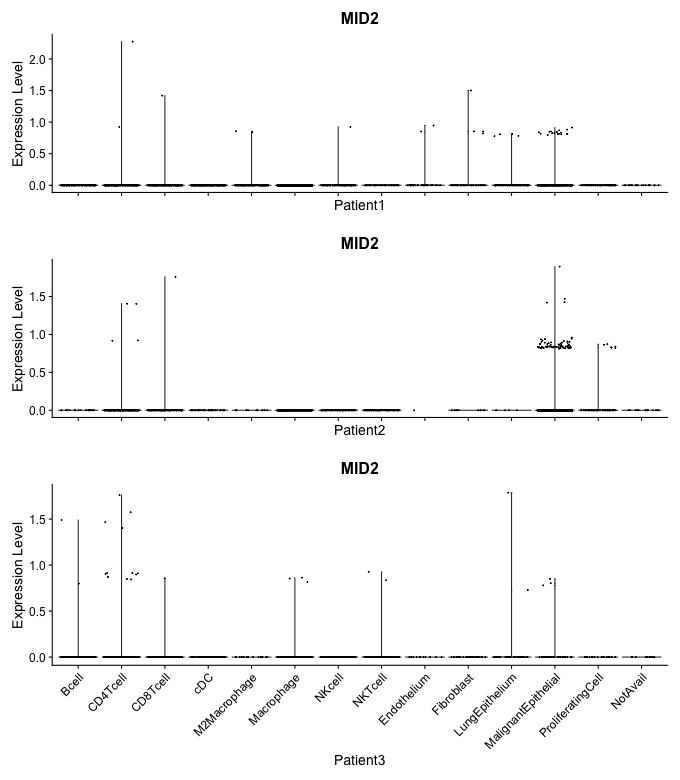 MID2
Expression Level
2.0
1.5
1.0
0.5
0.0
Patient1
MID2
Expression Level
1.5
1.0
0.5
0.0
Patient2
MID2
Expression Level
1.5
1.0
0.5
0.0
Bcell
CD4Tcell
CD8Tcell
cDC
M2Macrophage
Macrophage
NKcell
NKTcell
Endothelium
Fibroblast
LungEpithelium
MalignantEpithelial
ProliferatingCell
NotAvail
Patient3